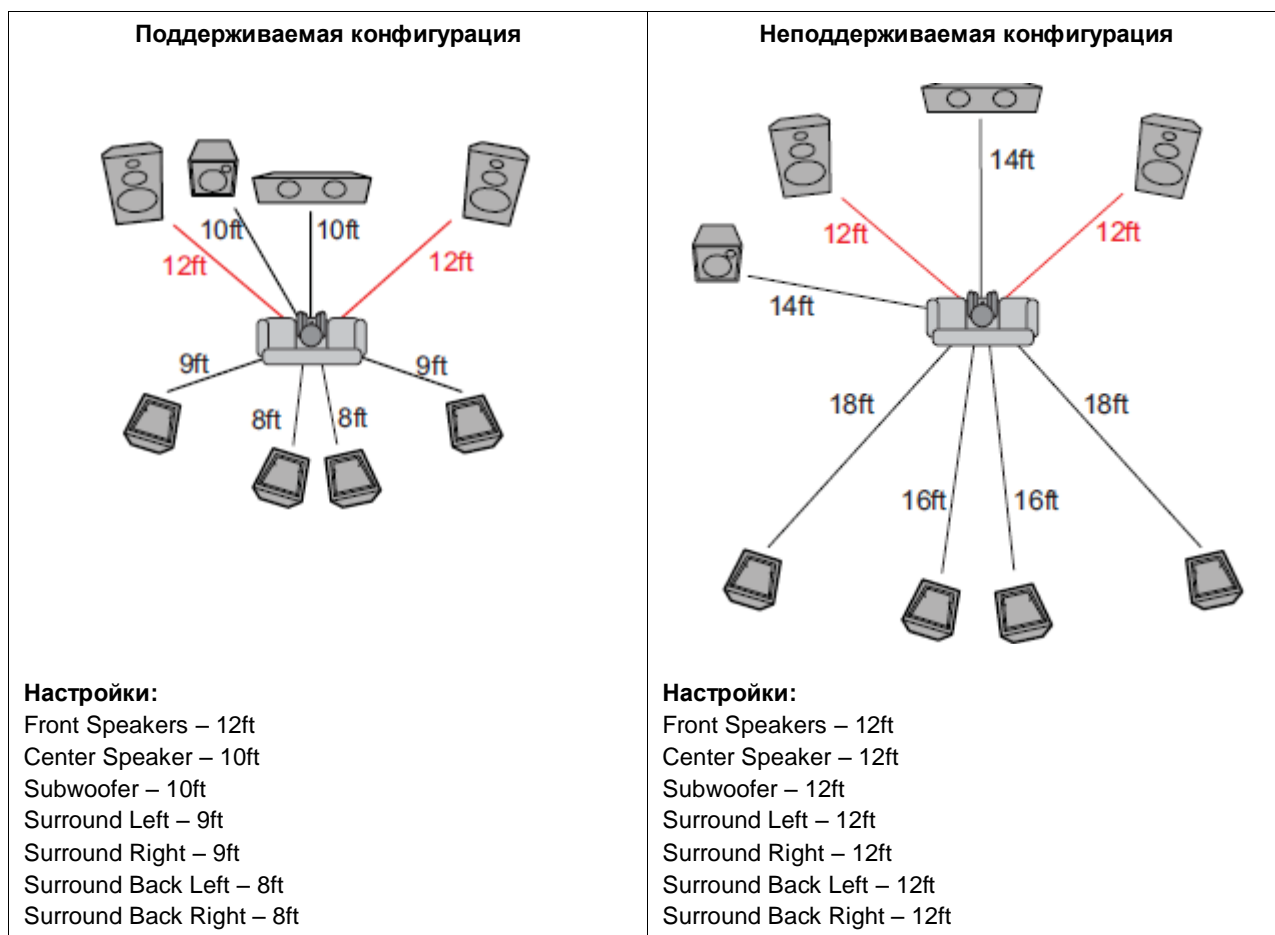 Поддерживаемая конфигурация
10ft
10ft
12ft
12ft
9ft
9ft
8ft
8ft
Настройки:
Front Speakers – 12ft
Center Speaker – 10ft
Subwoofer – 10ft
Surround Left – 9ft
Surround Right – 9ft
Surround Back Left – 8ft
Surround Back Right – 8ft
Неподдерживаемая конфигурация
14ft
12ft
12ft
14ft
18ft
18ft
16ft
16ft
Настройки:
Front Speakers – 12ft
Center Speaker – 12ft
Subwoofer – 12ft
Surround Left – 12ft
Surround Right – 12ft
Surround Back Left – 12ft
Surround Back Right – 12ft